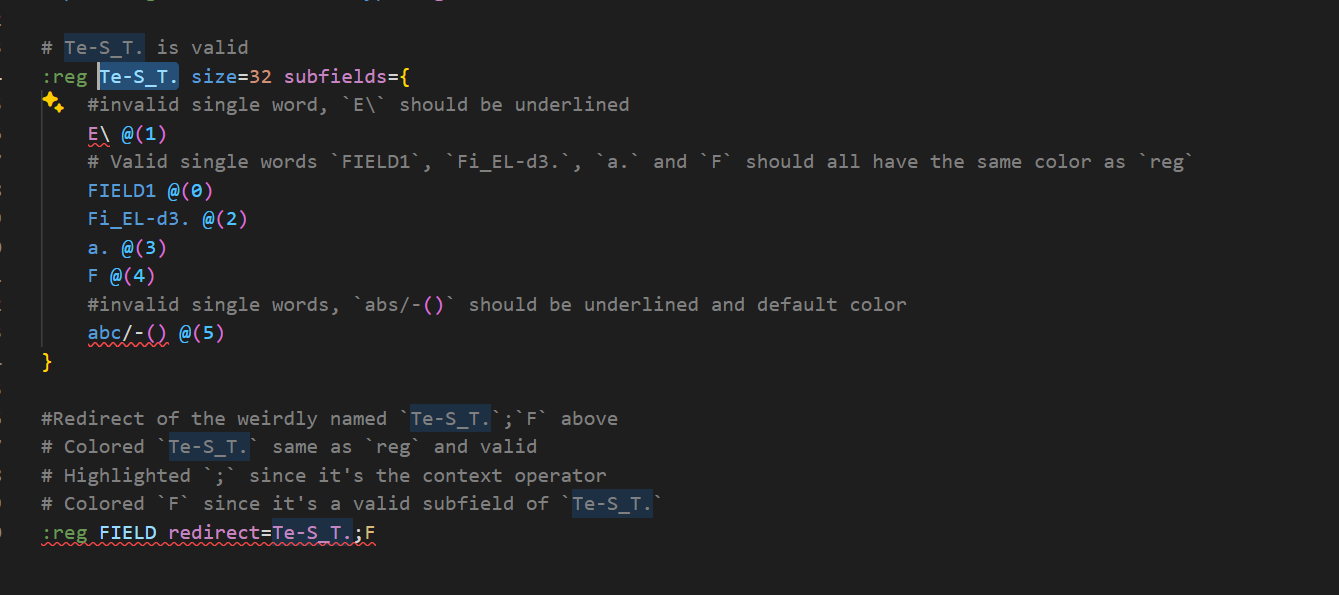 # Te-S_T. is valid
:reg Te-S_T. size=32 subfields={
#invalid single word, `E\` should be underlined
E\ @(1)
# Valid single words `FIELD1`, `Fi_EL-d3.`, `a.` and `F` should all have the same color as `reg`
FIELD1 @(0)
Fi_EL-d3. @(2)
a. @(3)
F @(4)
#invalid single words, `abs/-()` should be underlined and default color
abc/-() @(5)
}
#Redirect of the weirdly named `Te-S_T.`;`F` above
# Colored `Te-S_T.` same as `reg` and valid
# Highlighted `;` since it's the context operator
# Colored `F` since it's a valid subfield of `Te-S_T.`
:reg FIELD redirect=Te-S_T.;F